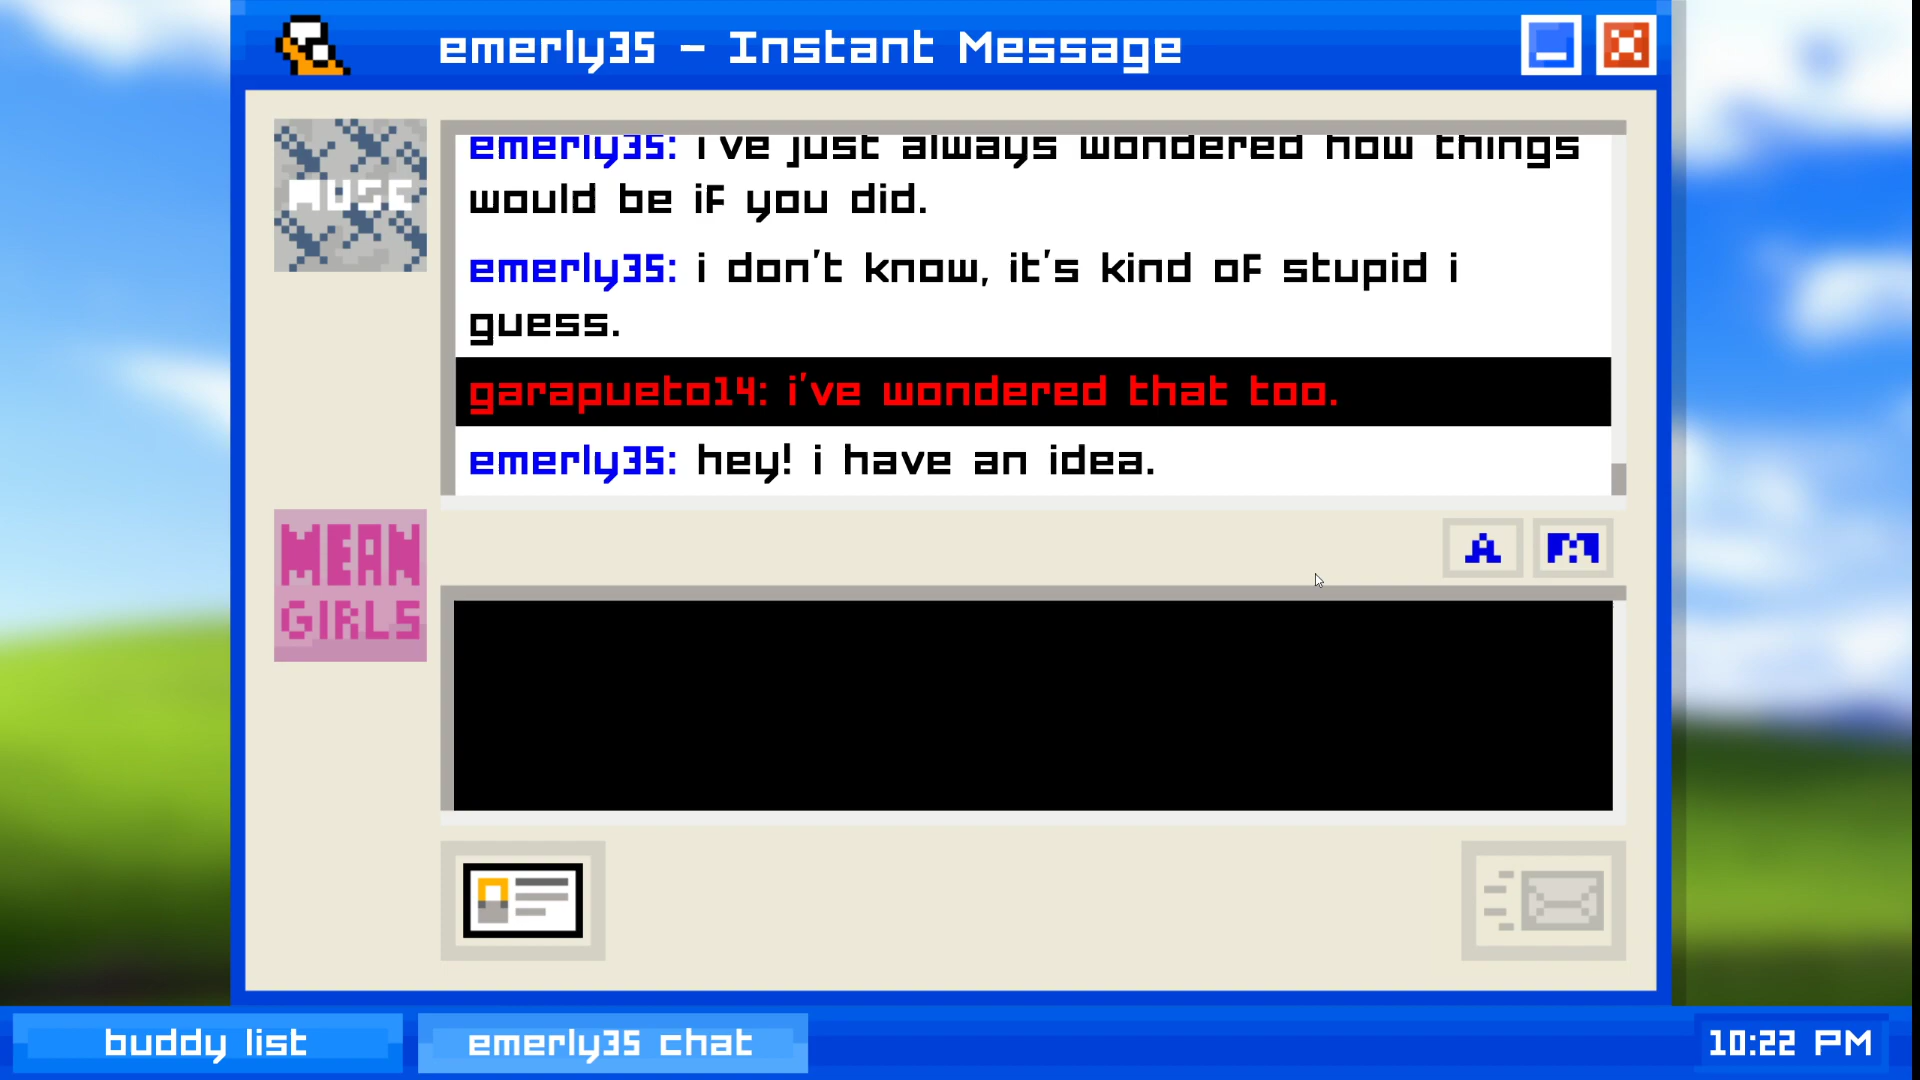 emerly35 - Instant Message
MUSE
emerly35: i've just always wondered how things
would be if you did.
emerly35: i don't know, it's kind of stupid i
guess.
garapueto14: i've wondered that too.
emerly35: hey! i have an idea.
MEAN
GIRLS
A
buddy list
emerly35 chat
10:22 PM